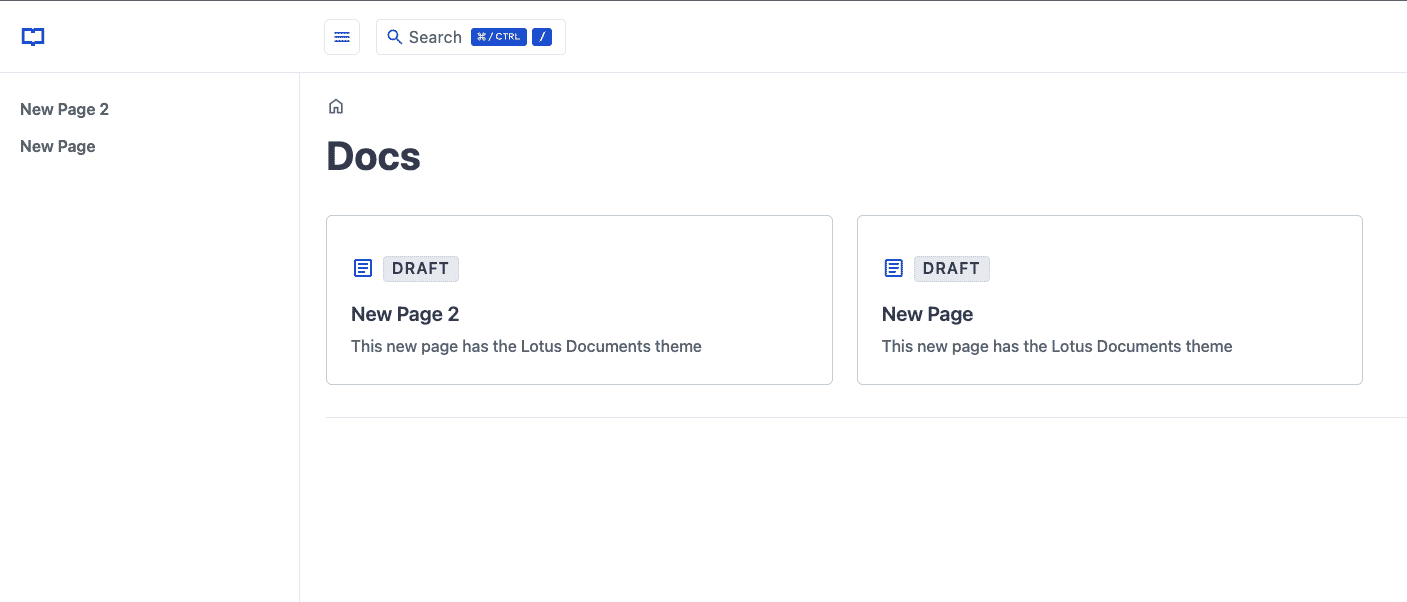 Search ⌘/CTRL /
New Page 2
New Page
Docs
DRAFT
New Page 2
This new page has the Lotus Documents theme
DRAFT
New Page
This new page has the Lotus Documents theme